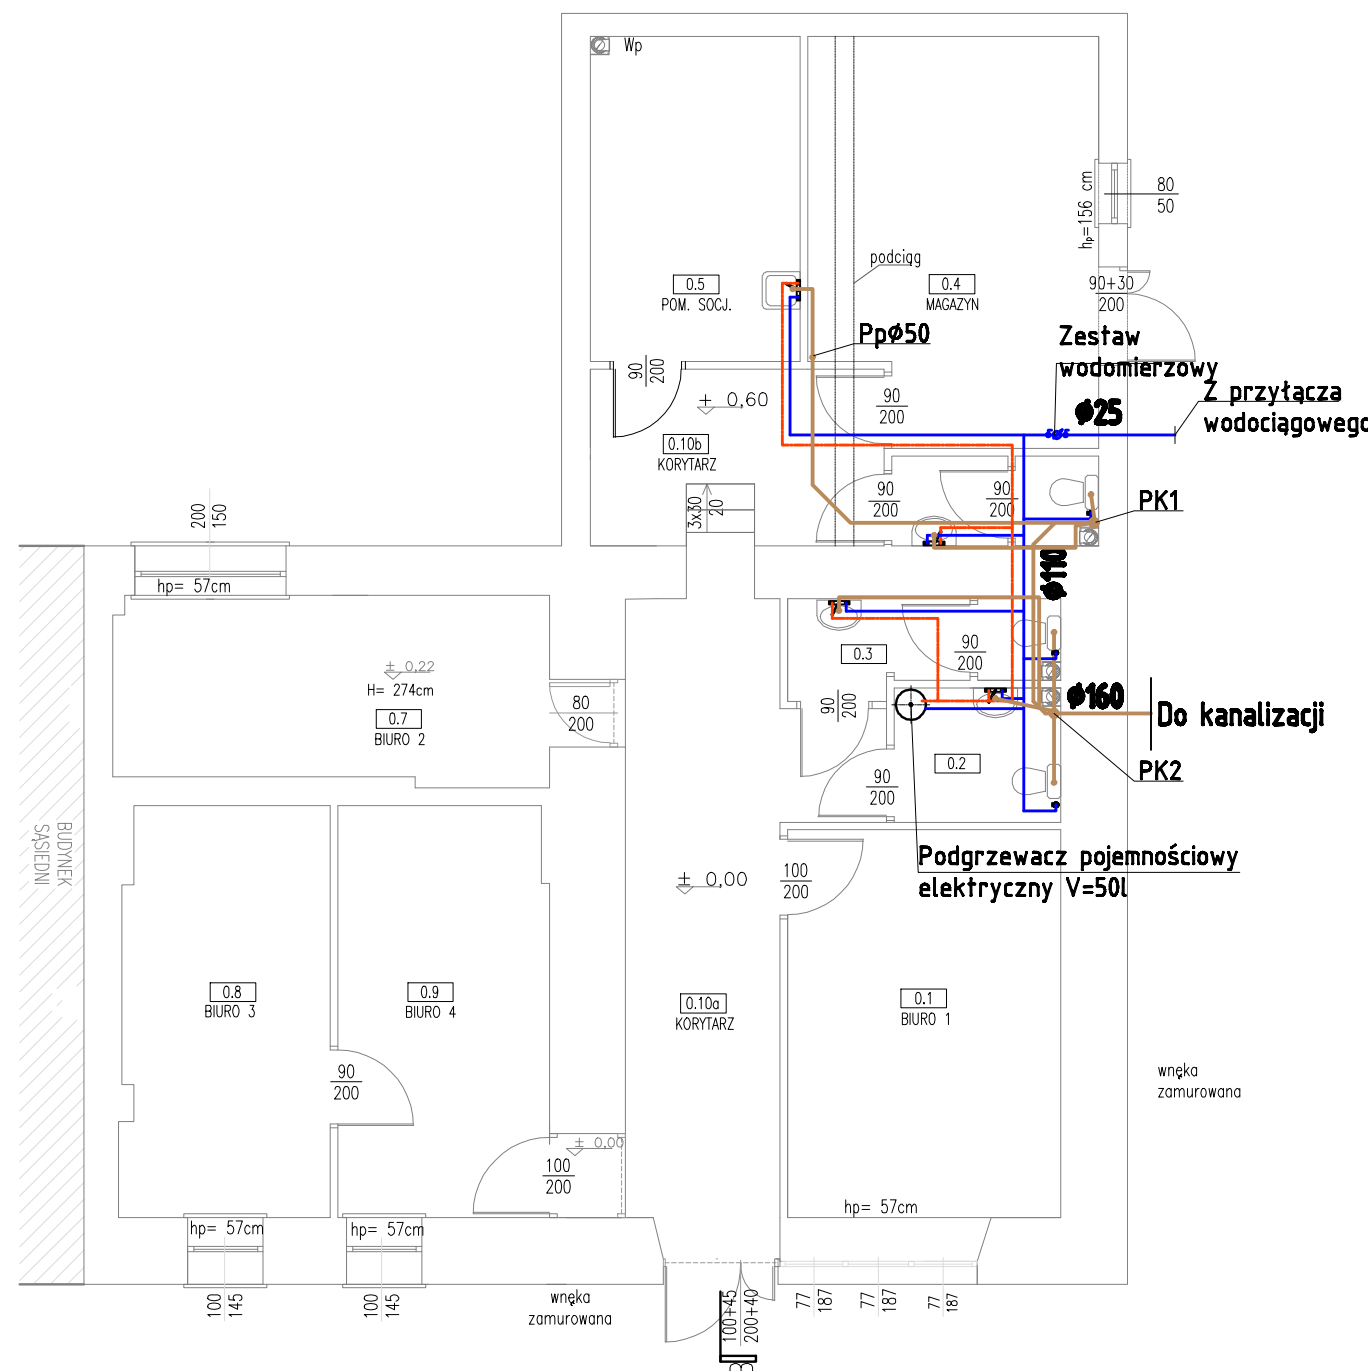 Wp
hₚ=156 cm
80
50
podciąg
0.5
POM. SOCJ.
0.4
MAGAZYN
90+30
200
Ppφ50
Zestaw
wodomierzowy
90
200
± 0,60
90
200
φ25
Z przyłącza
wodociągowego
0.10b
KORYTARZ
3x30
20
90
200
90
200
PK1
200
150
hp= 57cm
φ110
± 0,22
H= 274cm
0.7
BIURO 2
80
200
0.3
90
200
90
200
φ160
Do kanalizacji
0.2
90
200
PK2
BUDYNEK
SĄSIEDNI
± 0,00
100
200
Podgrzewacz pojemnościowy
elektryczny V=50l
0.8
BIURO 3
0.9
BIURO 4
0.10a
KORYTARZ
0.1
BIURO 1
90
200
wnęka
zamurowana
± 0,00
100
200
hp= 57cm
hp= 57cm
hp= 57cm
100
145
100
145
wnęka
zamurowana
100+45
200+40
77
187
77
187
77
187